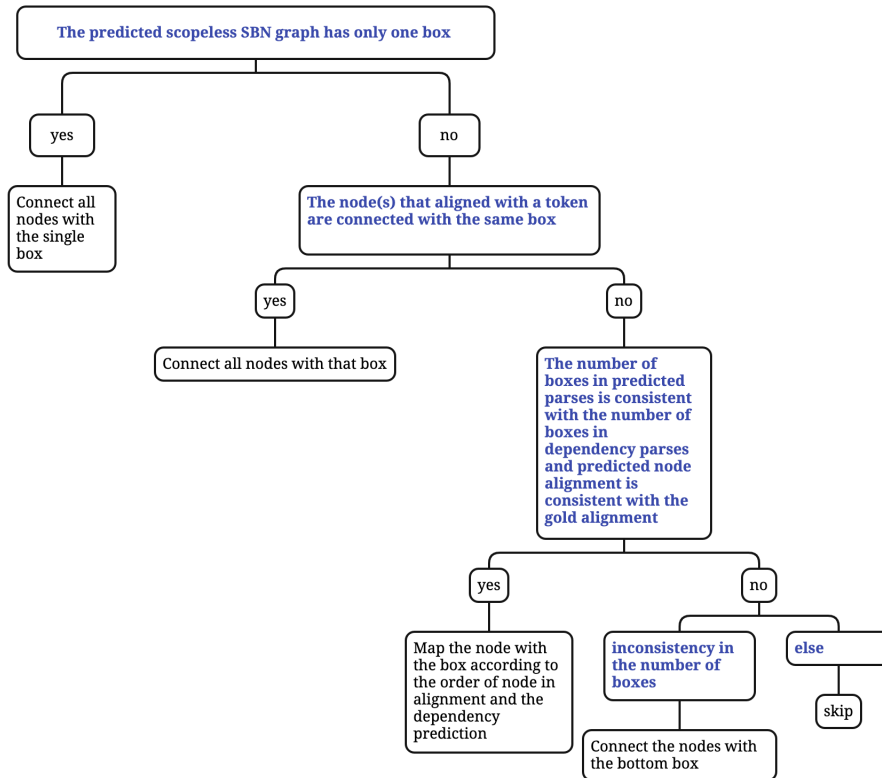 The predicted scopeless SBN graph has only one box
yes
no
Connect all
nodes with
the single
box
The node(s) that aligned with a token
are connected with the same box
yes
no
Connect all nodes with that box
The number of
boxes in predicted
parses is consistent
with the number of
boxes in
dependency parses
and predicted node
alignment is
consistent with the
gold alignment
yes
no
Map the node with
the box according to
the order of node in
alignment and the
dependency
prediction
inconsistency in
the number of
boxes
else
skip
Connect the nodes with
the bottom box